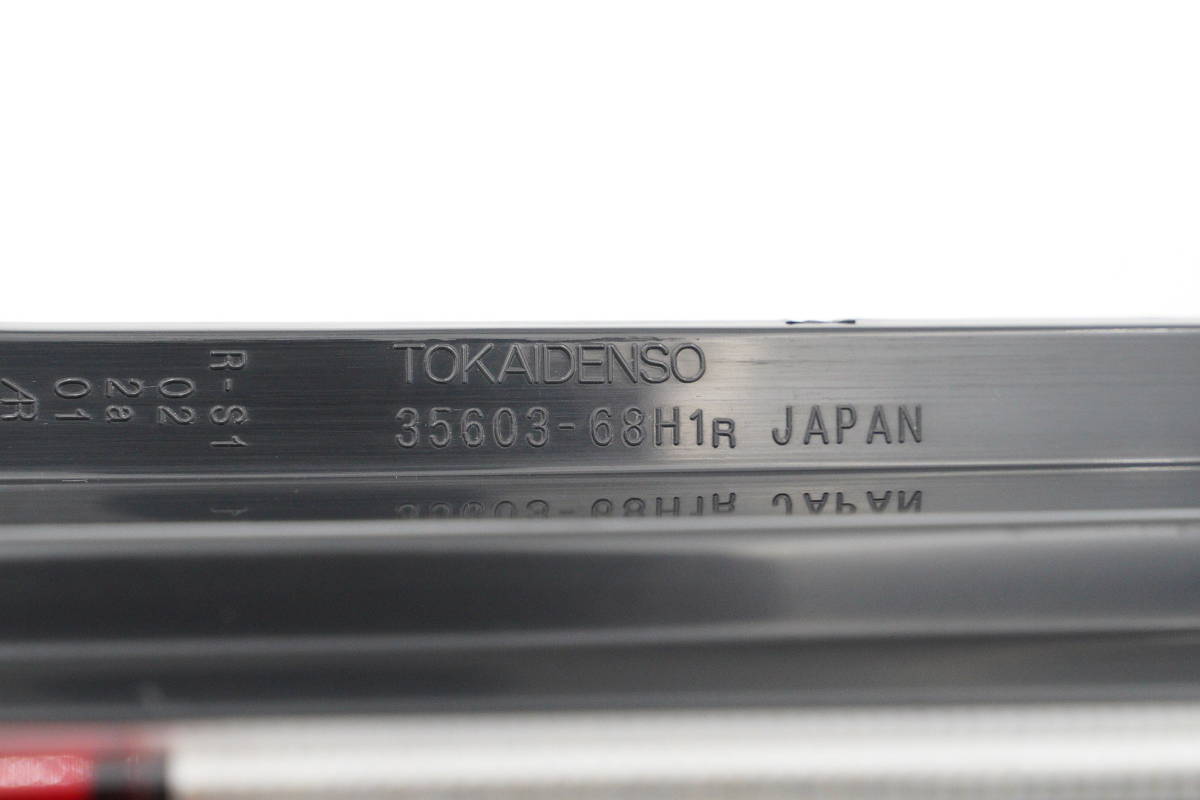 TOKAIDENSO
35603-68H1R JAPAN
R-S1
02
2a
01